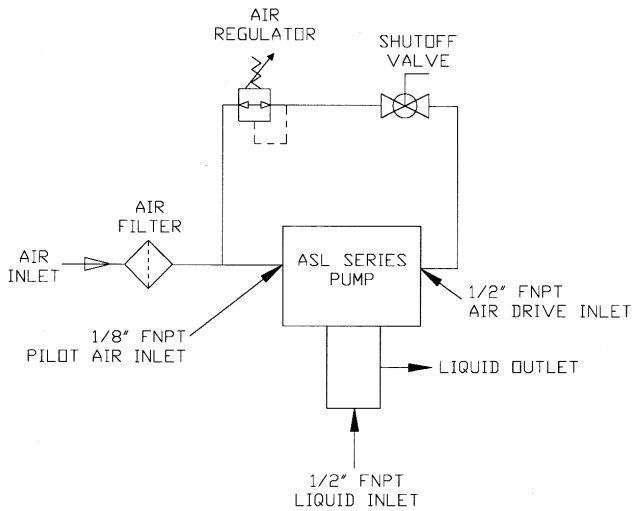 AIR
REGULATOR
SHUTOFF
VALVE
AIR
FILTER
AIR
INLET
ASL SERIES
PUMP
1/2" FNPT
AIR DRIVE INLET
1/8" FNPT
PILOT AIR INLET
LIQUID OUTLET
1/2" FNPT
LIQUID INLET